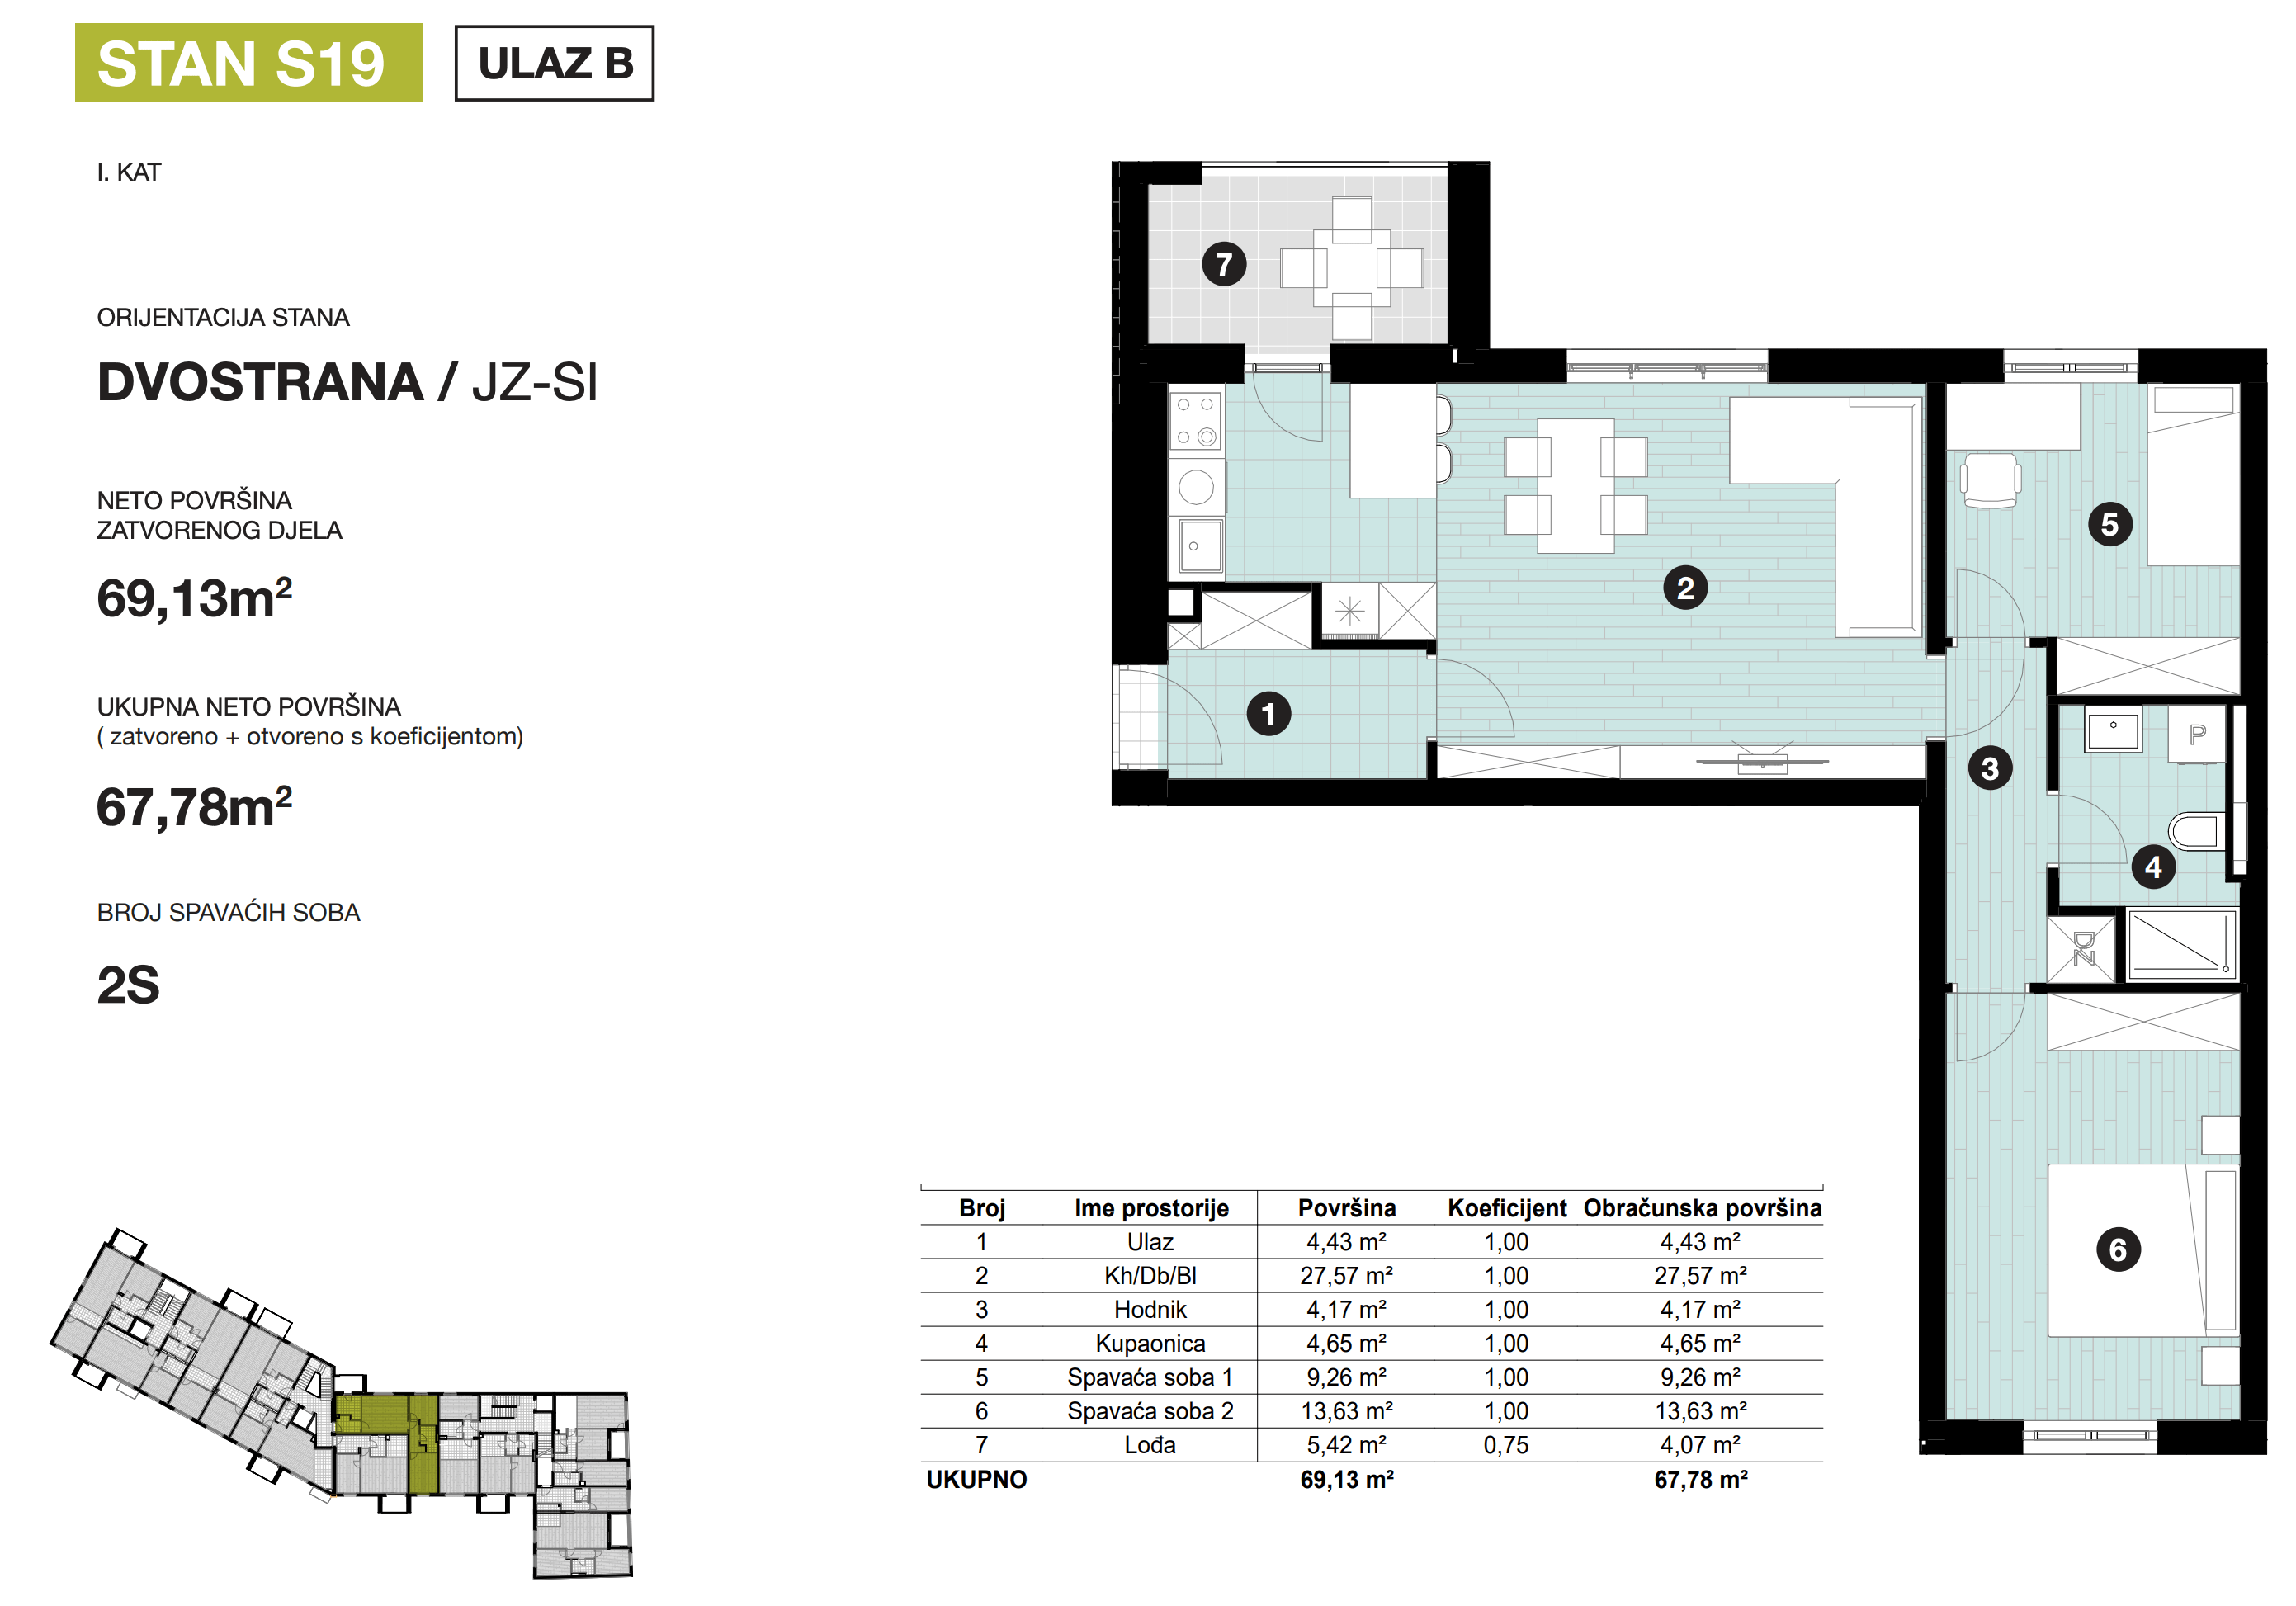 STAN S19
ULAZ B
I. KAT
ORIJENTACIJA STANA
DVOSTRANA / JZ-SI
NETO POVRŠINA
ZATVORENOG DJELA
69,13m²
UKUPNA NETO POVRŠINA
( zatvoreno + otvoreno s koeficijentom)
67,78m²
BROJ SPAVAĆIH SOBA
2S
7
5
2
1
P
3
4
PZ
6
Broj Ime prostorije Površina Koeficijent Obračunska površina
1 Ulaz 4,43 m² 1,00 4,43 m²
2 Kh/Db/Bl 27,57 m² 1,00 27,57 m²
3 Hodnik 4,17 m² 1,00 4,17 m²
4 Kupaonica 4,65 m² 1,00 4,65 m²
5 Spavaća soba 1 9,26 m² 1,00 9,26 m²
6 Spavaća soba 2 13,63 m² 1,00 13,63 m²
7 Lođa 5,42 m² 0,75 4,07 m²
UKUPNO 69,13 m² 67,78 m²